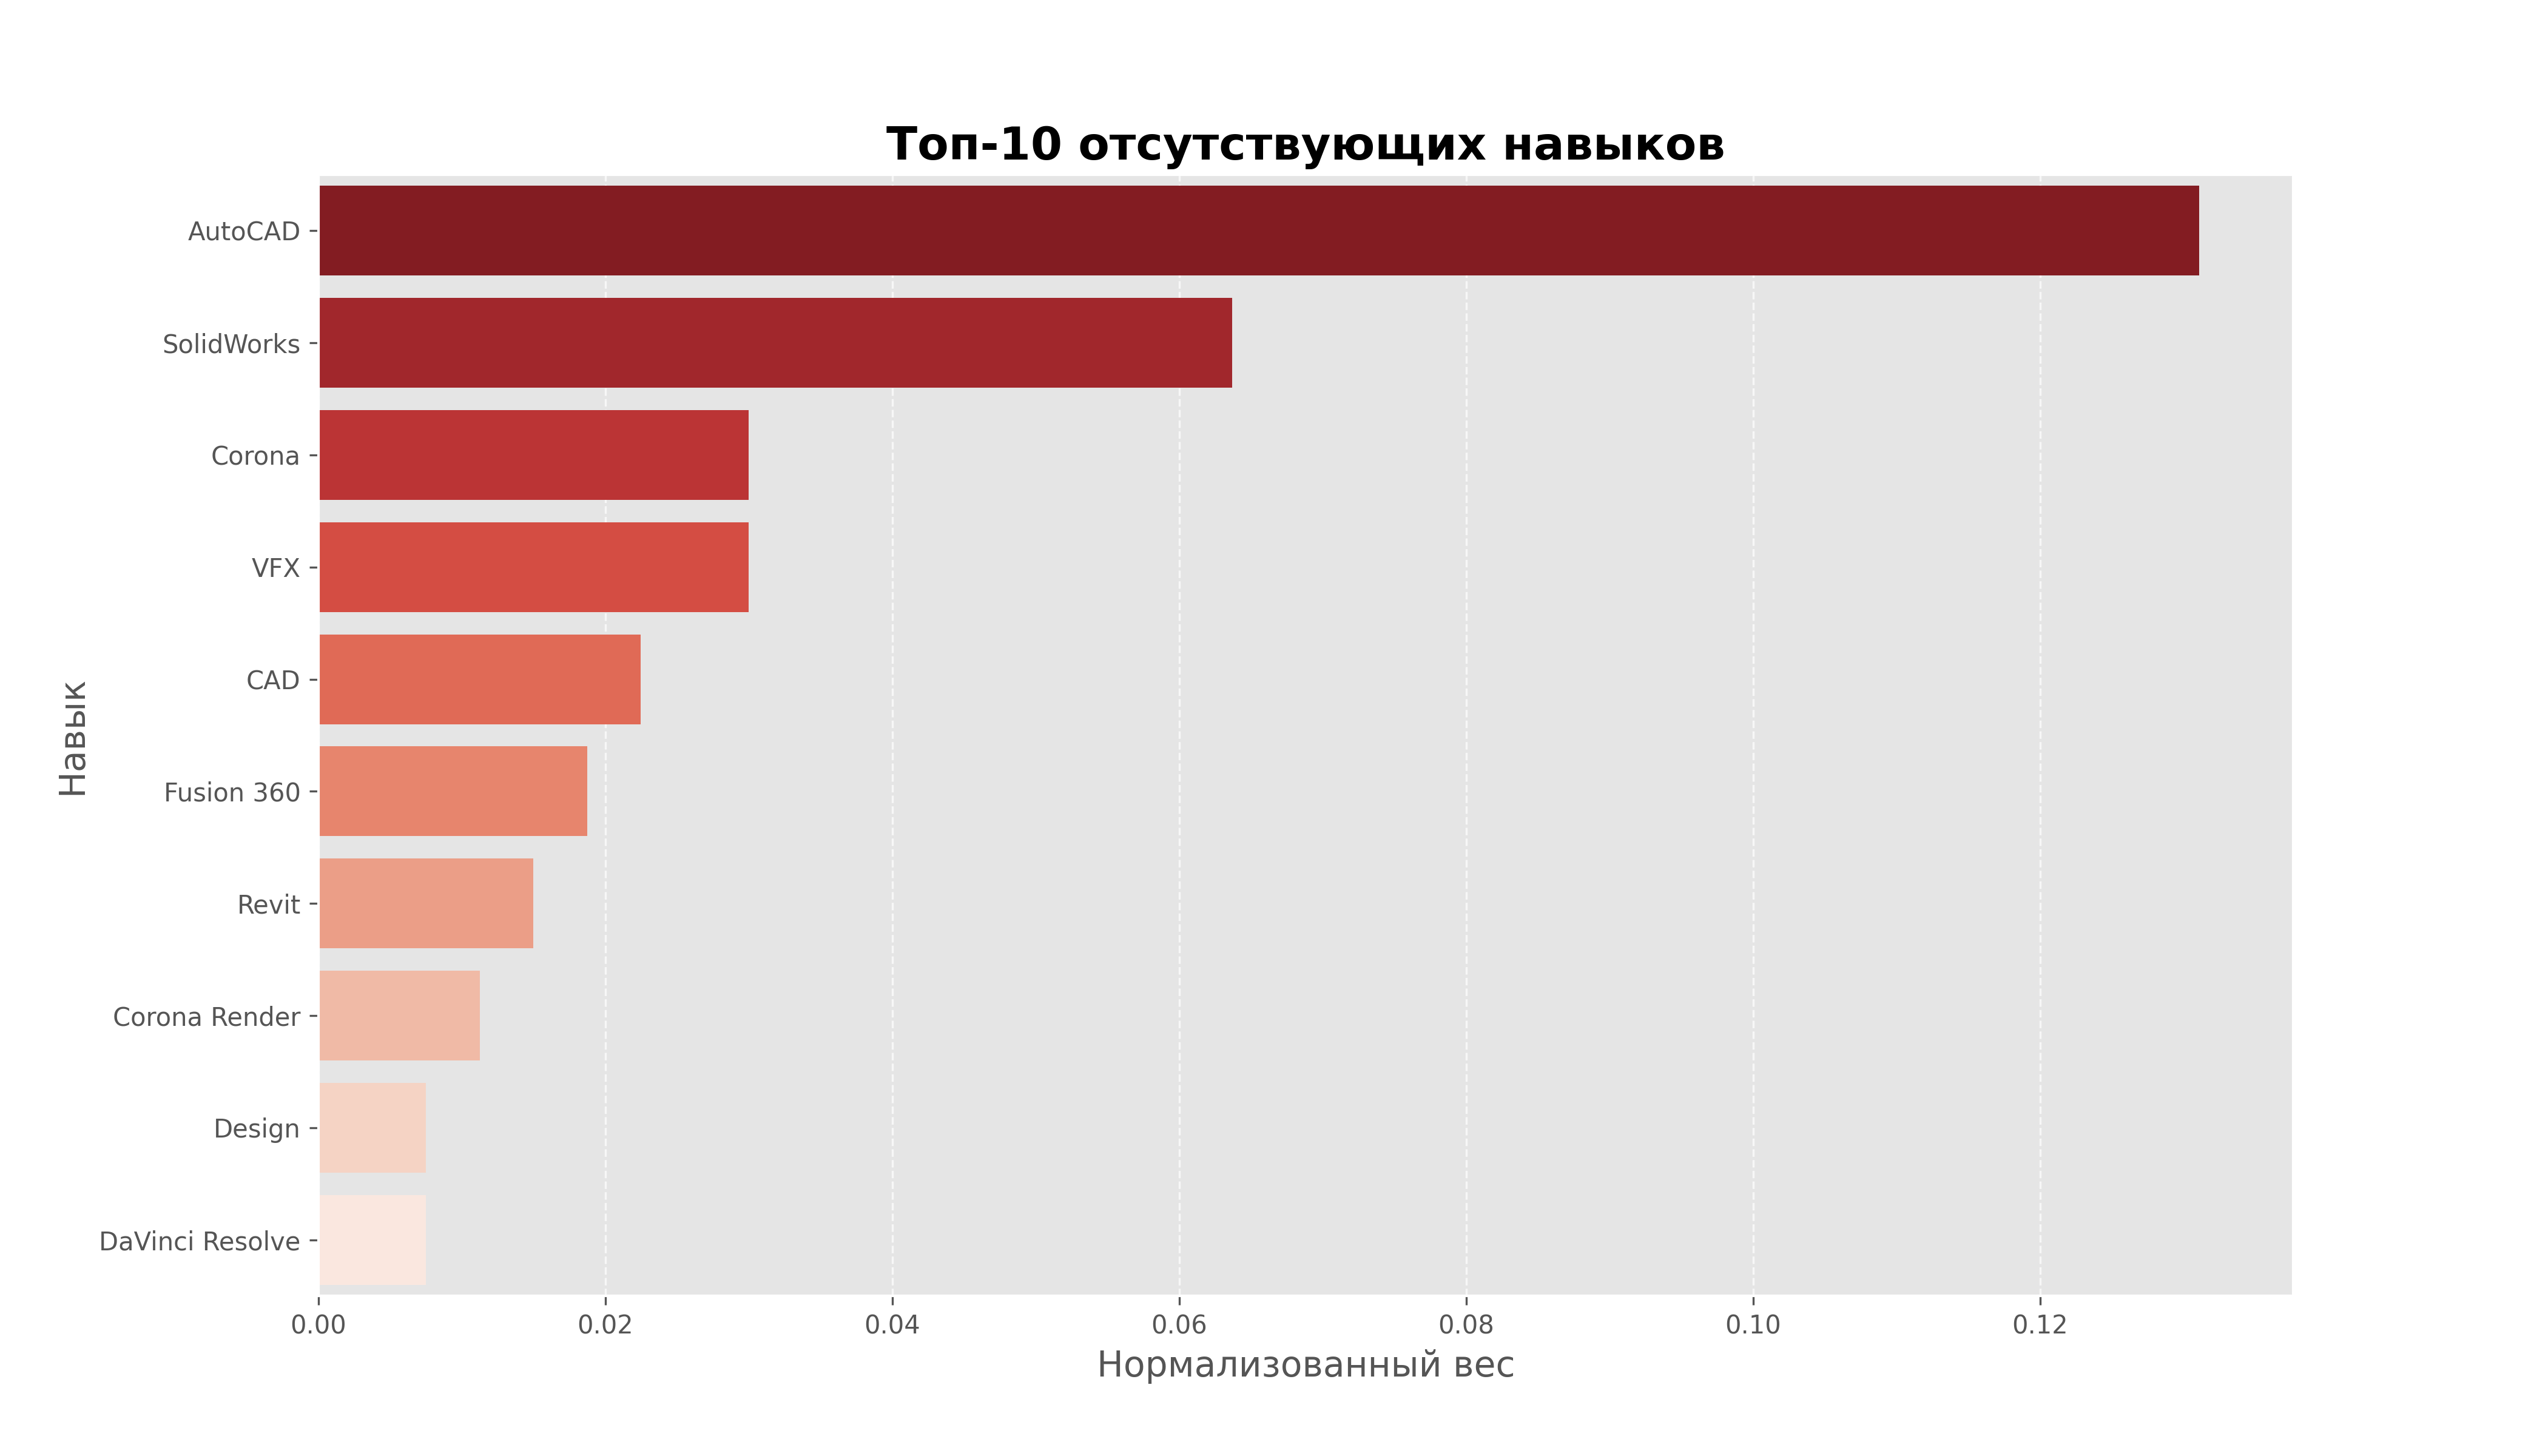 Топ-10 отсутствующих навыков
Навык
AutoCAD
SolidWorks
Corona
VFX
CAD
Fusion 360
Revit
Corona Render
Design
DaVinci Resolve
0.00 0.02 0.04 0.06 0.08 0.10 0.12
Нормализованный вес